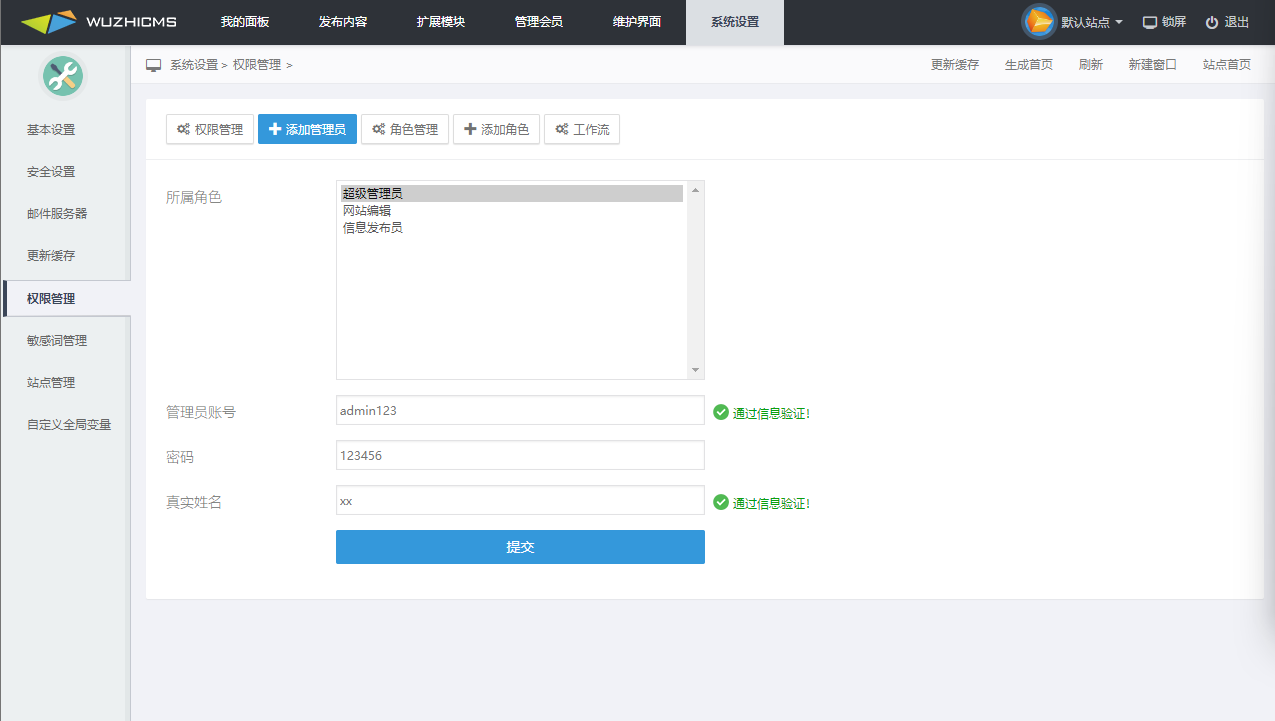 WUZHICMS 我的面板 发布内容 扩展模块 管理会员 维护界面 系统设置 默认站点 锁屏 退出
系统设置 > 权限管理 > 更新缓存 生成首页 刷新 新建窗口 站点首页
基本设置
安全设置
邮件服务器
更新缓存
权限管理
敏感词管理
站点管理
自定义全局变量
权限管理 添加管理员 角色管理 添加角色 工作流
所属角色
超级管理员
网站编辑
信息发布员
管理员账号 admin123 通过信息验证!
密码 123456
真实姓名 xx 通过信息验证!
提交